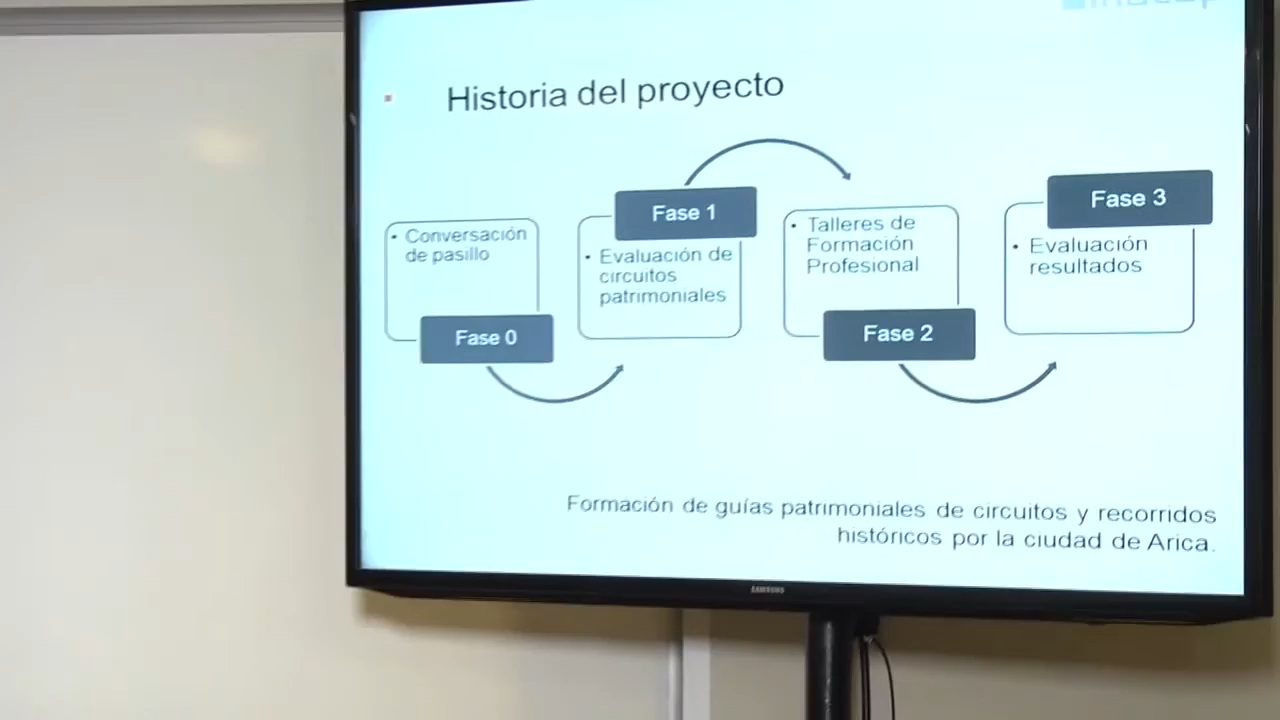 Historia del proyecto
Conversación
de pasillo
Fase 0
Fase 1
Evaluación de
circuitos
patrimoniales
Talleres de
Formación
Profesional
Fase 2
Fase 3
Evaluación
resultados
Formación de guías patrimoniales de circuitos y recorridos
históricos por la ciudad de Arica.
SAMSUNG